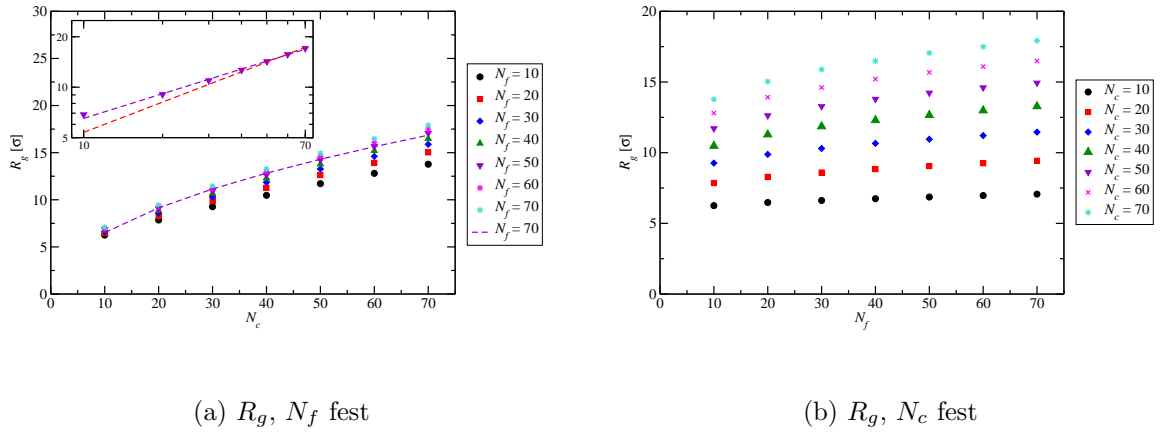 30
25
20
15
10
5
0
R_g [σ]
20
10
5
10
70
0
10
20
30
40
50
60
70
N_c
N_f = 10
N_f = 20
N_f = 30
N_f = 40
N_f = 50
N_f = 60
N_f = 70
N_f = 70
(a) R_g, N_f fest
20
15
10
5
0
R_g [σ]
0
10
20
30
40
50
60
70
N_f
N_c = 10
N_c = 20
N_c = 30
N_c = 40
N_c = 50
N_c = 60
N_c = 70
(b) R_g, N_c fest